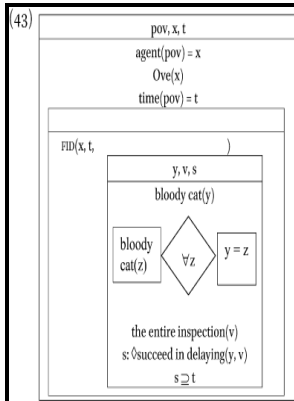 (43)
pov, x, t
agent(pov) = x
Ove(x)
time(pov) = t
FID(x, t, )
y, v, s
bloody cat(y)
bloody
cat(z)
∀z
y = z
the entire inspection(v)
s: ◊succeed in delaying(y, v)
s ⊇ t